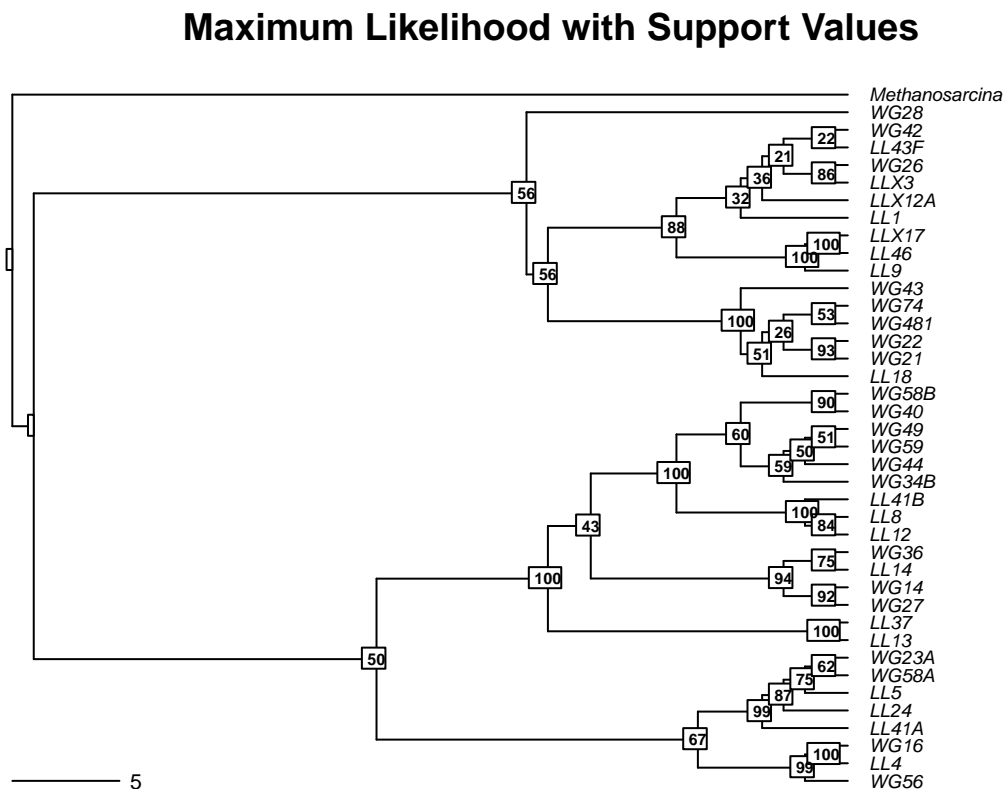 Maximum Likelihood with Support Values
Methanosarcina
WG28
WG42
22
LL43F
21
WG26
36
86
LLX3
56
32
LLX12A
LL1
88
LLX17
100
LL46
100
LL9
56
WG43
WG74
53
100
WG481
26
WG22
51
93
WG21
LL18
WG58B
90
WG40
WG49
60
51
WG59
50
WG44
59
100
WG34B
LL41B
100
LL8
43
84
LL12
WG36
75
LL14
100
94
WG14
92
WG27
LL37
100
LL13
50
WG23A
62
WG58A
75
LL5
87
LL24
99
LL41A
67
WG16
100
LL4
99
WG56
5